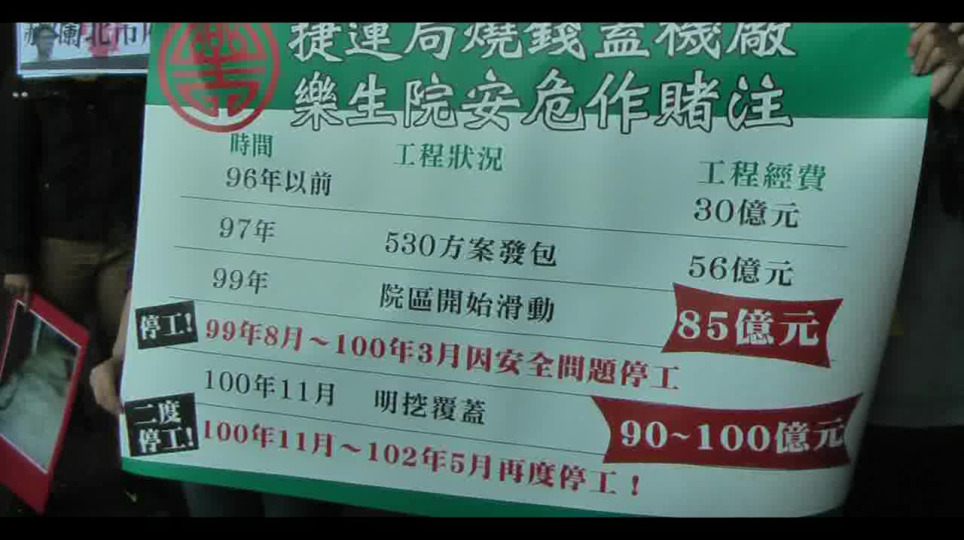 蘭北市
捷運局燒錢蓋機廠
樂生院安危作賭注
時間 工程狀況 工程經費
96年以前 30億元
97年 530方案發包 56億元
99年 院區開始滑動 85億元
停工! 99年8月~100年3月因安全問題停工
100年11月 明挖覆蓋 90~100億元
二度停工! 100年11月~102年5月再度停工!